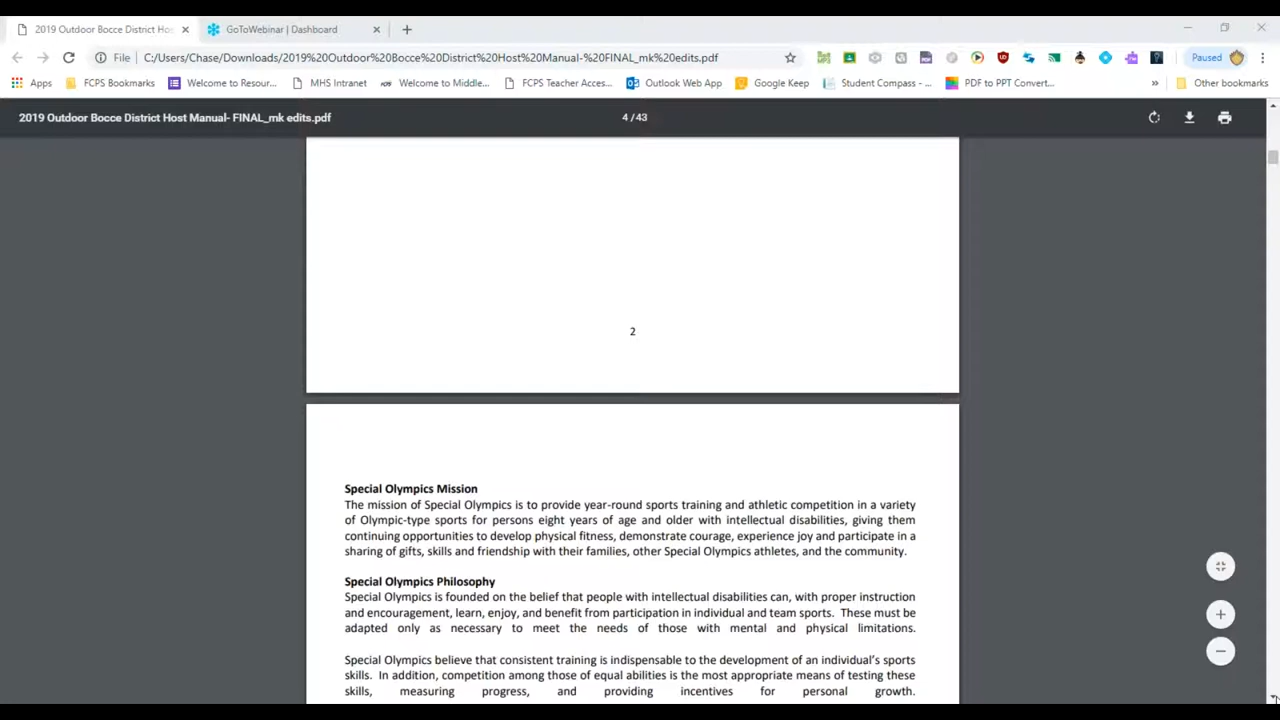 2019 Outdoor Bocce District Hos
GoToWebinar | Dashboard
File
C:/Users/Chase/Downloads/2019%20Outdoor%20Bocce%20District%20Host%20Manual-%20FINAL_mk%20edits.pdf
Paused
Apps
FCPS Bookmarks
Welcome to Resour...
MHS Intranet
Welcome to Middle...
FCPS Teacher Acces...
Outlook Web App
Google Keep
Student Compass - ...
PDF to PPT Convert...
»
Other bookmarks
2019 Outdoor Bocce District Host Manual- FINAL_mk edits.pdf
4 / 43
2
Special Olympics Mission
The mission of Special Olympics is to provide year-round sports training and athletic competition in a variety
of Olympic-type sports for persons eight years of age and older with intellectual disabilities, giving them
continuing opportunities to develop physical fitness, demonstrate courage, experience joy and participate in a
sharing of gifts, skills and friendship with their families, other Special Olympics athletes, and the community.
Special Olympics Philosophy
Special Olympics is founded on the belief that people with intellectual disabilities can, with proper instruction
and encouragement, learn, enjoy, and benefit from participation in individual and team sports. These must be
adapted only as necessary to meet the needs of those with mental and physical limitations.
Special Olympics believe that consistent training is indispensable to the development of an individual's sports
skills. In addition, competition among those of equal abilities is the most appropriate means of testing these
skills, measuring progress, and providing incentives for personal growth.